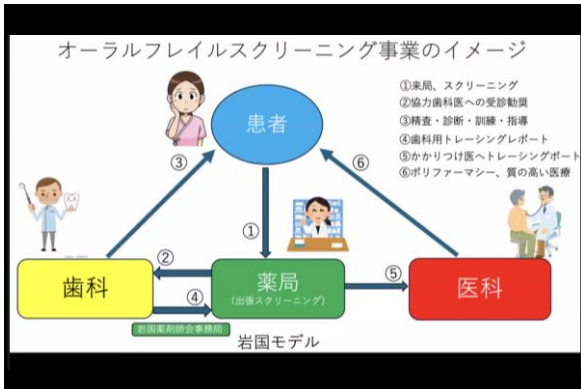 オーラルフレイルスクリーニング事業のイメージ
①来局、スクリーニング
②協力歯科医への受診勧奨
③精査・診断・訓練・指導
④歯科用トレーシングレポート
⑤かかりつけ医へトレーシングポート
⑥ポリファーマシー、質の高い医療
患者
③
⑥
①
②
歯科
薬局
(出張スクリーニング)
⑤
医科
④
岩国薬剤師会事務局
岩国モデル